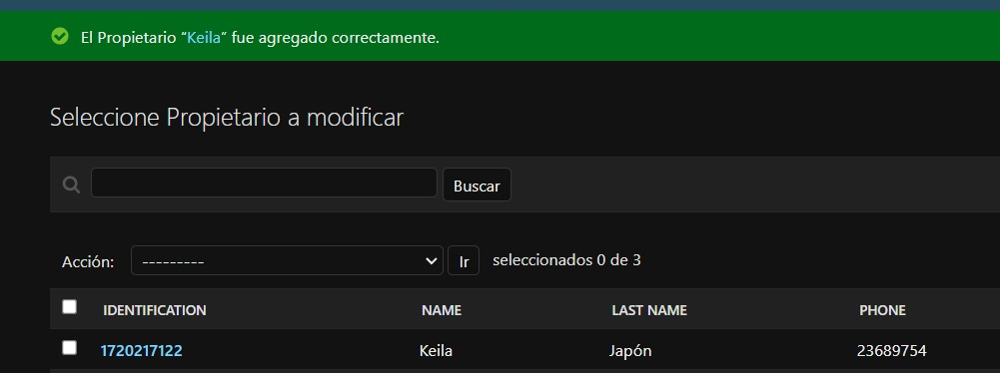 El Propietario “Keila” fue agregado correctamente.
Seleccione Propietario a modificar
Buscar
Acción: --------- Ir seleccionados 0 de 3
IDENTIFICATION NAME LAST NAME PHONE
1720217122 Keila Japón 23689754